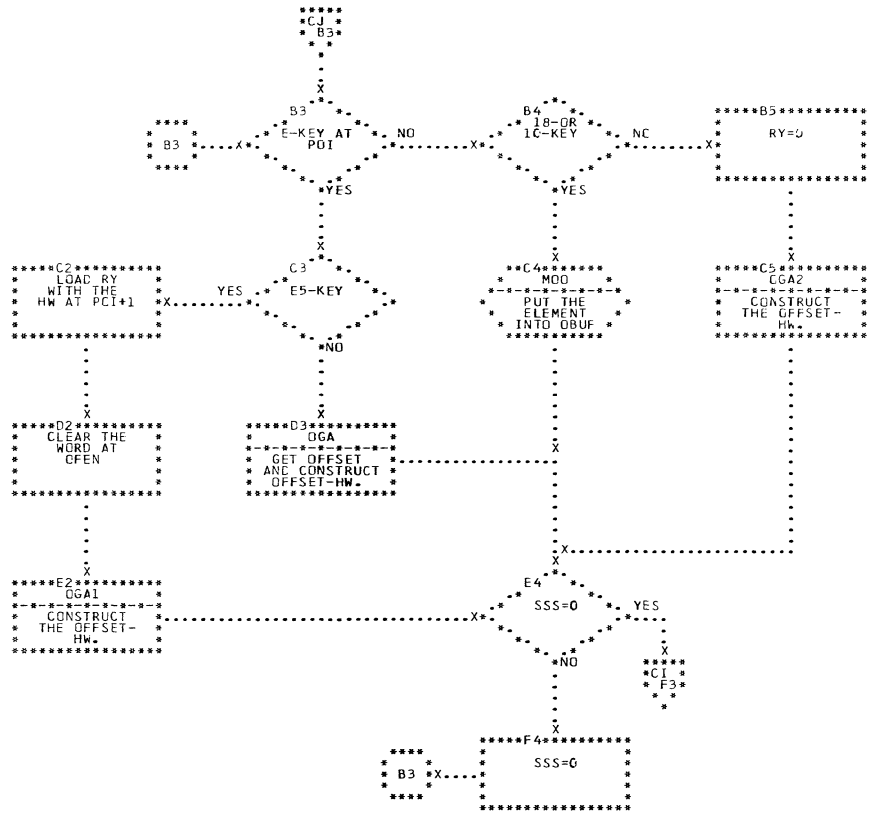 CJ
B3
B3
E-KEY AT
POI
NO
YES
B3
B4
18-OR
1C-KEY
NC
YES
B5
RY=0
C2
LOAD RY
WITH THE
HW AT PCI+1
YES
C3
E5-KEY
NO
C4
MOO
PUT THE
ELEMENT
INTO OBUF
C5
OGA2
CONSTRUCT
THE OFFSET-
HW.
D2
CLEAR THE
WORD AT
OFEN
D3
OGA
GET OFFSET
AND CONSTRUCT
OFFSET-HW.
E2
OGA1
CONSTRUCT
THE OFFSET-
HW.
E4
SSS=0
YES
NO
CI
F3
F4
SSS=0
B3